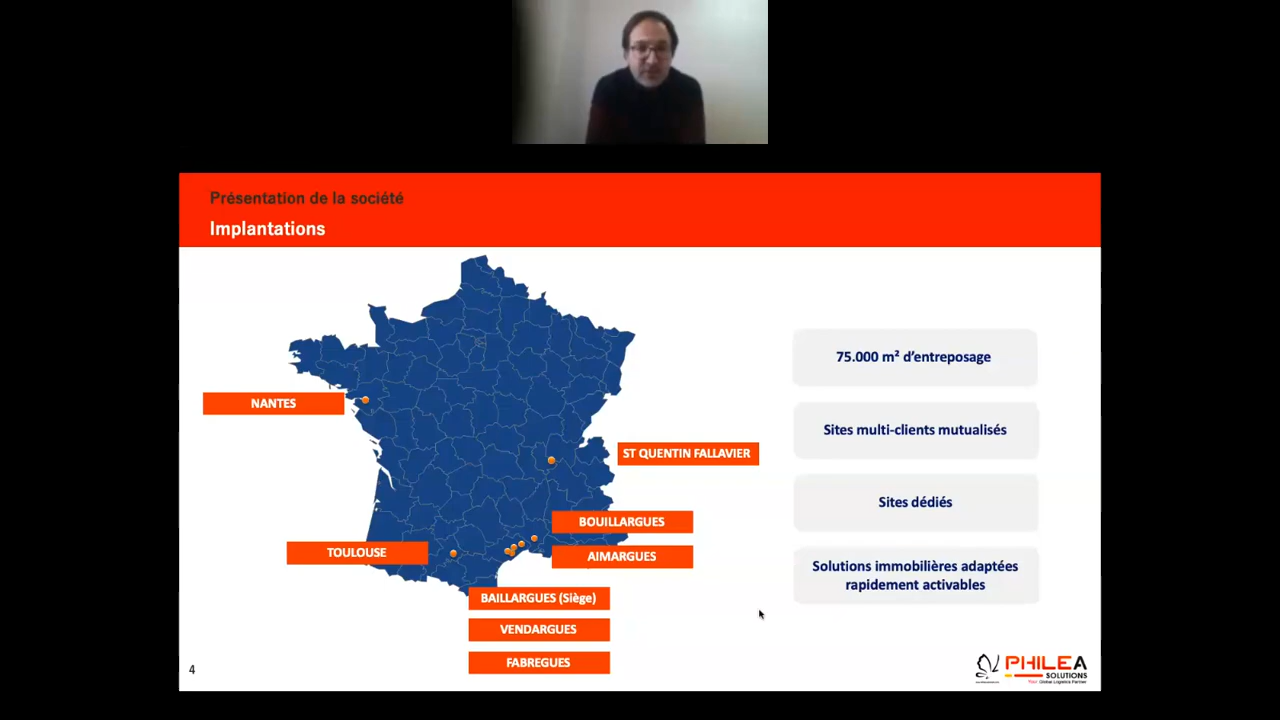 Présentation de la société
Implantations
NANTES
ST QUENTIN FALLAVIER
BOUILLARGUES
TOULOUSE
AIMARGUES
BAILLARGUES (Siège)
VENDARGUES
FABREGUES
75.000 m² d’entreposage
Sites multi-clients mutualisés
Sites dédiés
Solutions immobilières adaptées
rapidement activables
4
PHILEA
SOLUTIONS
Your Global Logistics Partner